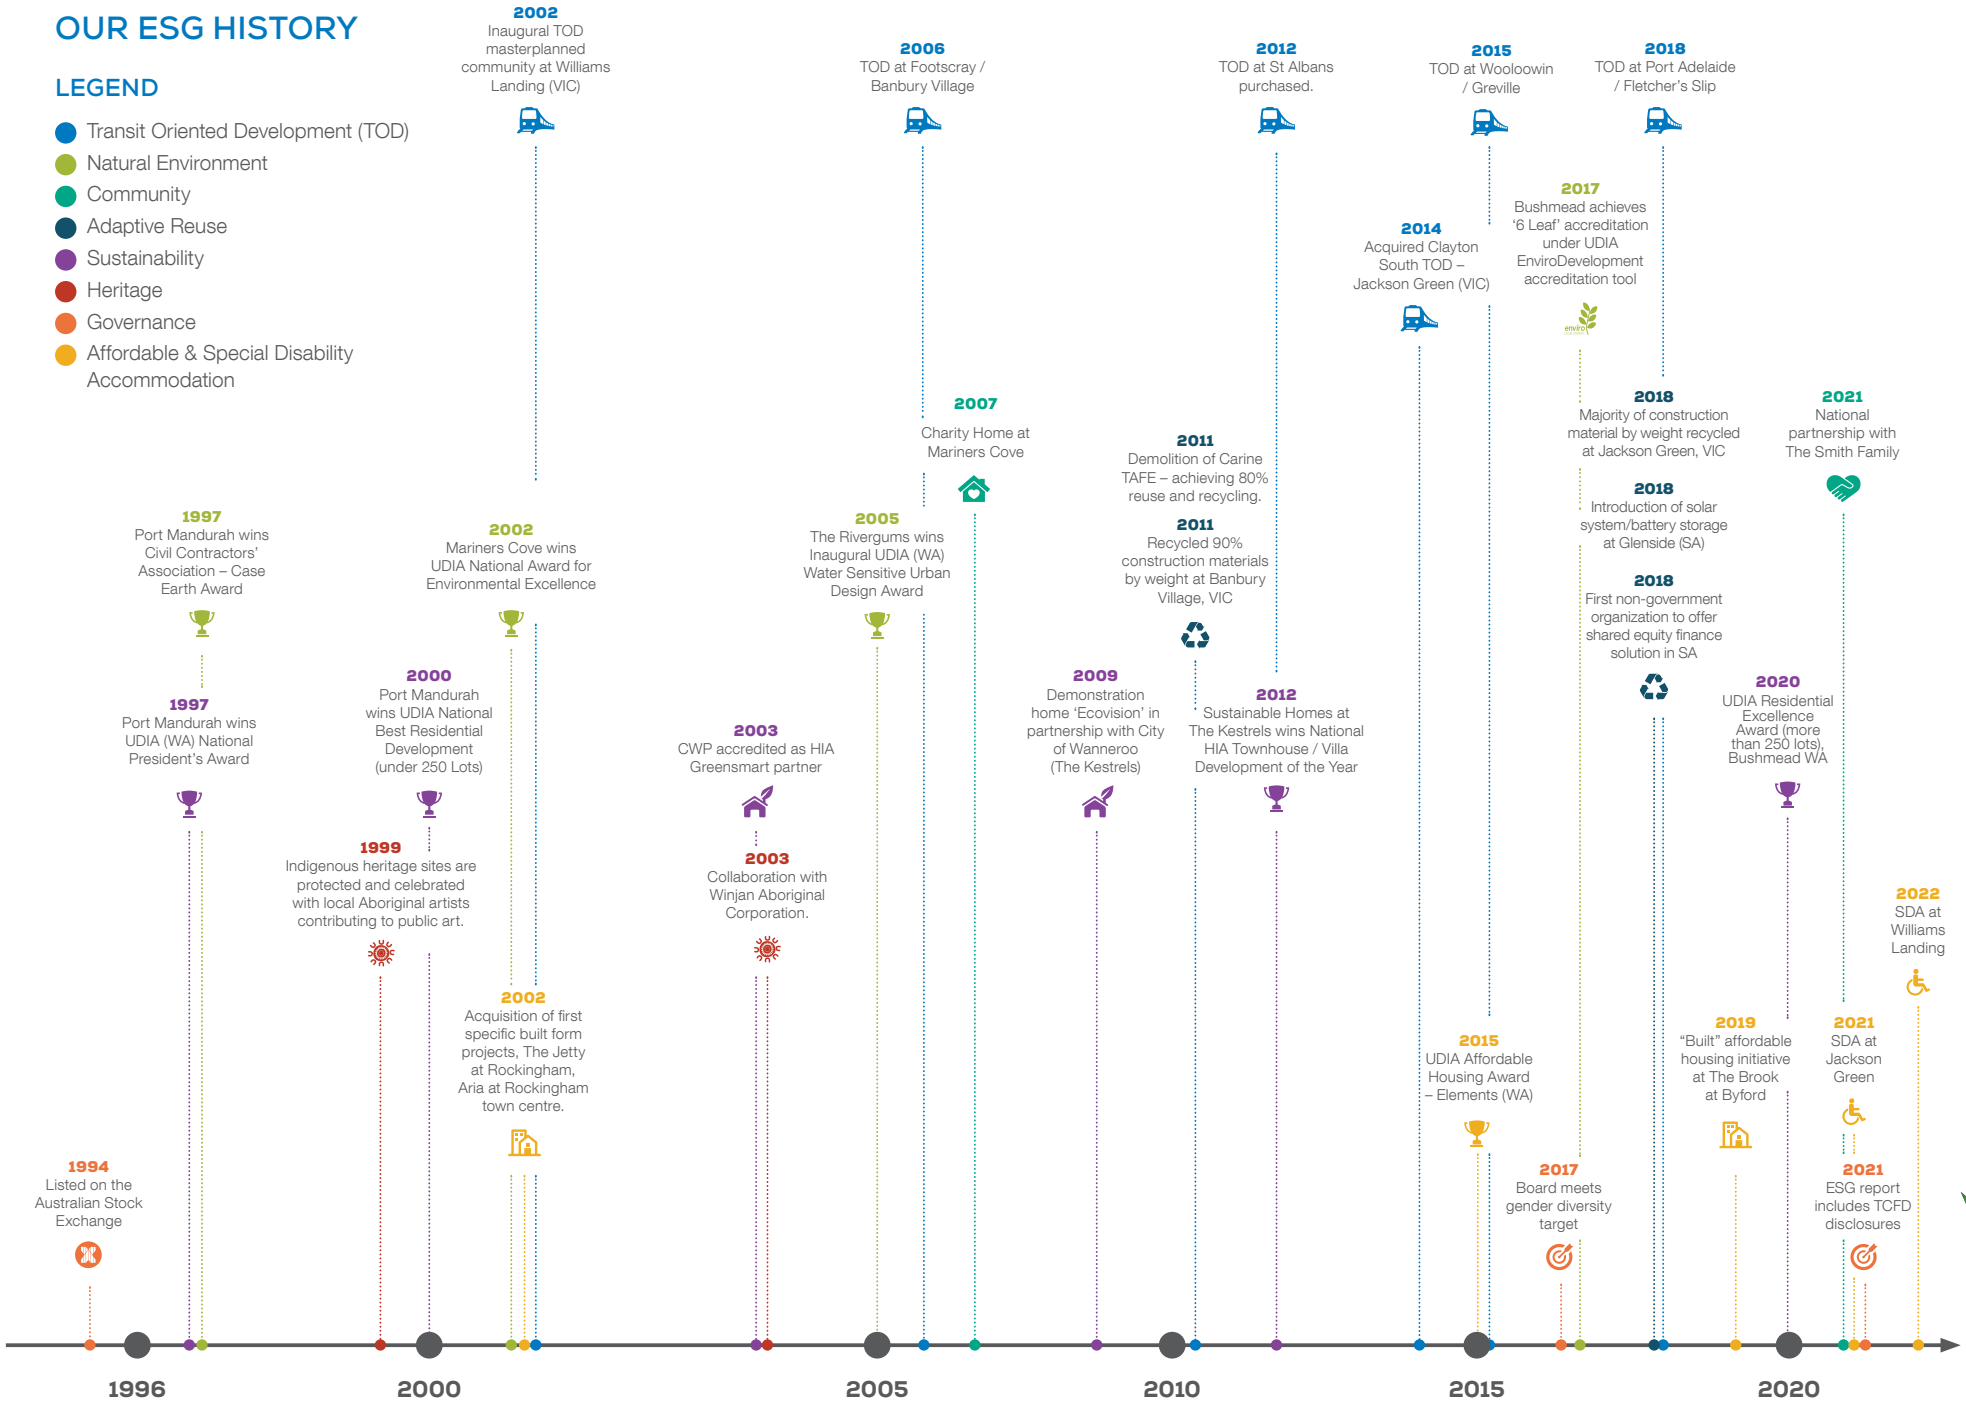 OUR ESG HISTORY
LEGEND
Transit Oriented Development (TOD)
Natural Environment
Community
Adaptive Reuse
Sustainability
Heritage
Governance
Affordable & Special Disability
Accommodation
2002
Inaugural TOD
masterplanned
community at Williams
Landing (VIC)
2006
TOD at Footscray /
Banbury Village
2012
TOD at St Albans
purchased.
2015
TOD at Wooloowin
/ Greville
2018
TOD at Port Adelaide
/ Fletcher's Slip
2017
Bushmead achieves
‘6 Leaf’ accreditation
under UDIA
EnviroDevelopment
accreditation tool
enviro
2014
Acquired Clayton
South TOD –
Jackson Green (VIC)
2007
Charity Home at
Mariners Cove
2011
Demolition of Carine
TAFE – achieving 80%
reuse and recycling.
2011
Recycled 90%
construction materials
by weight at Banbury
Village, VIC
2018
Majority of construction
material by weight recycled
at Jackson Green, VIC
2018
Introduction of solar
system/battery storage
at Glenside (SA)
2018
First non-government
organization to offer
shared equity finance
solution in SA
2021
National
partnership with
The Smith Family
1997
Port Mandurah wins
Civil Contractors’
Association – Case
Earth Award
2002
Mariners Cove wins
UDIA National Award for
Environmental Excellence
2005
The Rivergums wins
Inaugural UDIA (WA)
Water Sensitive Urban
Design Award
1997
Port Mandurah wins
UDIA (WA) National
President’s Award
2000
Port Mandurah
wins UDIA National
Best Residential
Development
(under 250 Lots)
2003
CWP accredited as HIA
Greensmart partner
2009
Demonstration
home ‘Ecovision’ in
partnership with City
of Wanneroo
(The Kestrels)
2012
Sustainable Homes at
The Kestrels wins National
HIA Townhouse / Villa
Development of the Year
2020
UDIA Residential
Excellence
Award (more
than 250 lots),
Bushmead WA
1999
Indigenous heritage sites are
protected and celebrated
with local Aboriginal artists
contributing to public art.
2003
Collaboration with
Winjan Aboriginal
Corporation.
2022
SDA at
Williams
Landing
2002
Acquisition of first
specific built form
projects, The Jetty
at Rockingham,
Aria at Rockingham
town centre.
2015
UDIA Affordable
Housing Award
– Elements (WA)
2019
“Built” affordable
housing initiative
at The Brook
at Byford
2021
SDA at
Jackson
Green
1994
Listed on the
Australian Stock
Exchange
2017
Board meets
gender diversity
target
2021
ESG report
includes TCFD
disclosures
1996
2000
2005
2010
2015
2020